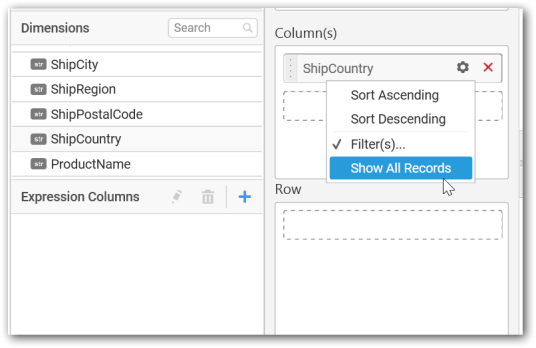 Dimensions
Search
str ShipCity
str ShipRegion
str ShipPostalCode
str ShipCountry
str ProductName
Expression Columns
Column(s)
ShipCountry
Sort Ascending
Sort Descending
Filter(s)...
Show All Records
Row